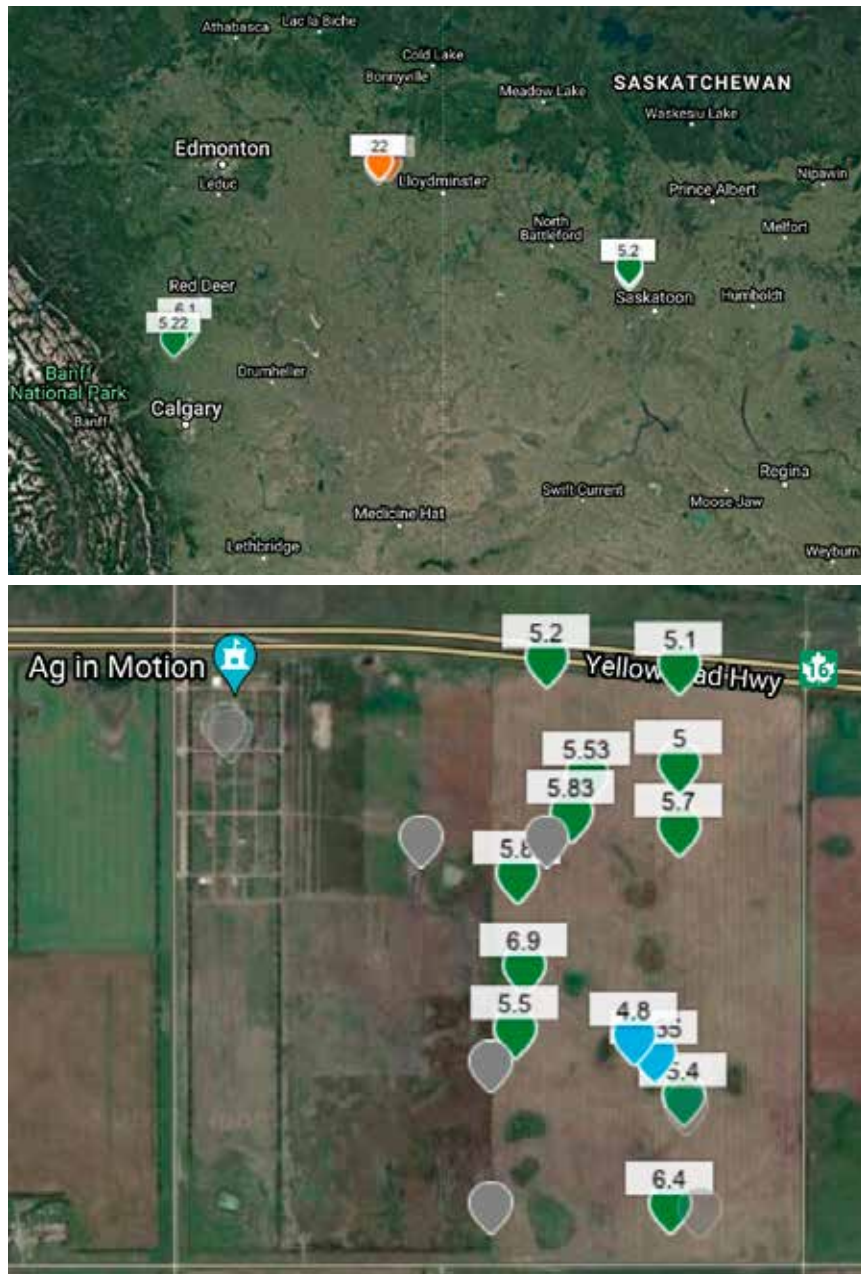 Athabasca
Lac la Biche
Cold Lake
Bonnyville
Meadow Lake
SASKATCHEWAN
Waskesiu Lake
Edmonton
22
Leduc
Lloydminster
Nipawin
Prince Albert
North
Battleford
Melfort
5.2
Red Deer
Saskatoon
Humboldt
6.1
5.22
Drumheller
Banff
National Park
Calgary
Banff
Regina
Swift Current
Moose Jaw
Medicine Hat
Lethbridge
Weyburn
5.2
5.1
Ag in Motion
Hwy
16
5.53
5
5.83
5.7
6.9
5.5
4.8
5.4
6.4